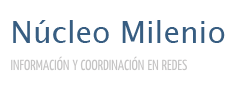 Núcleo Milenio
INFORMACIÓN Y COORDINACIÓN EN REDES